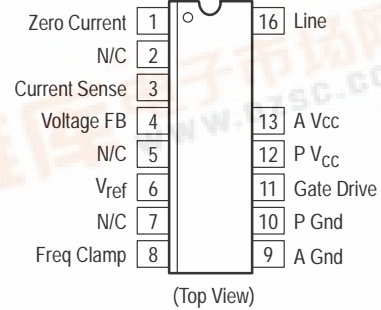 Zero Current 1 16 Line
N/C 2
Current Sense 3
Voltage FB 4 13 A Vcc
N/C 5 12 P VCC
Vref 6 11 Gate Drive
N/C 7 10 P Gnd
Freq Clamp 8 9 A Gnd
(Top View)